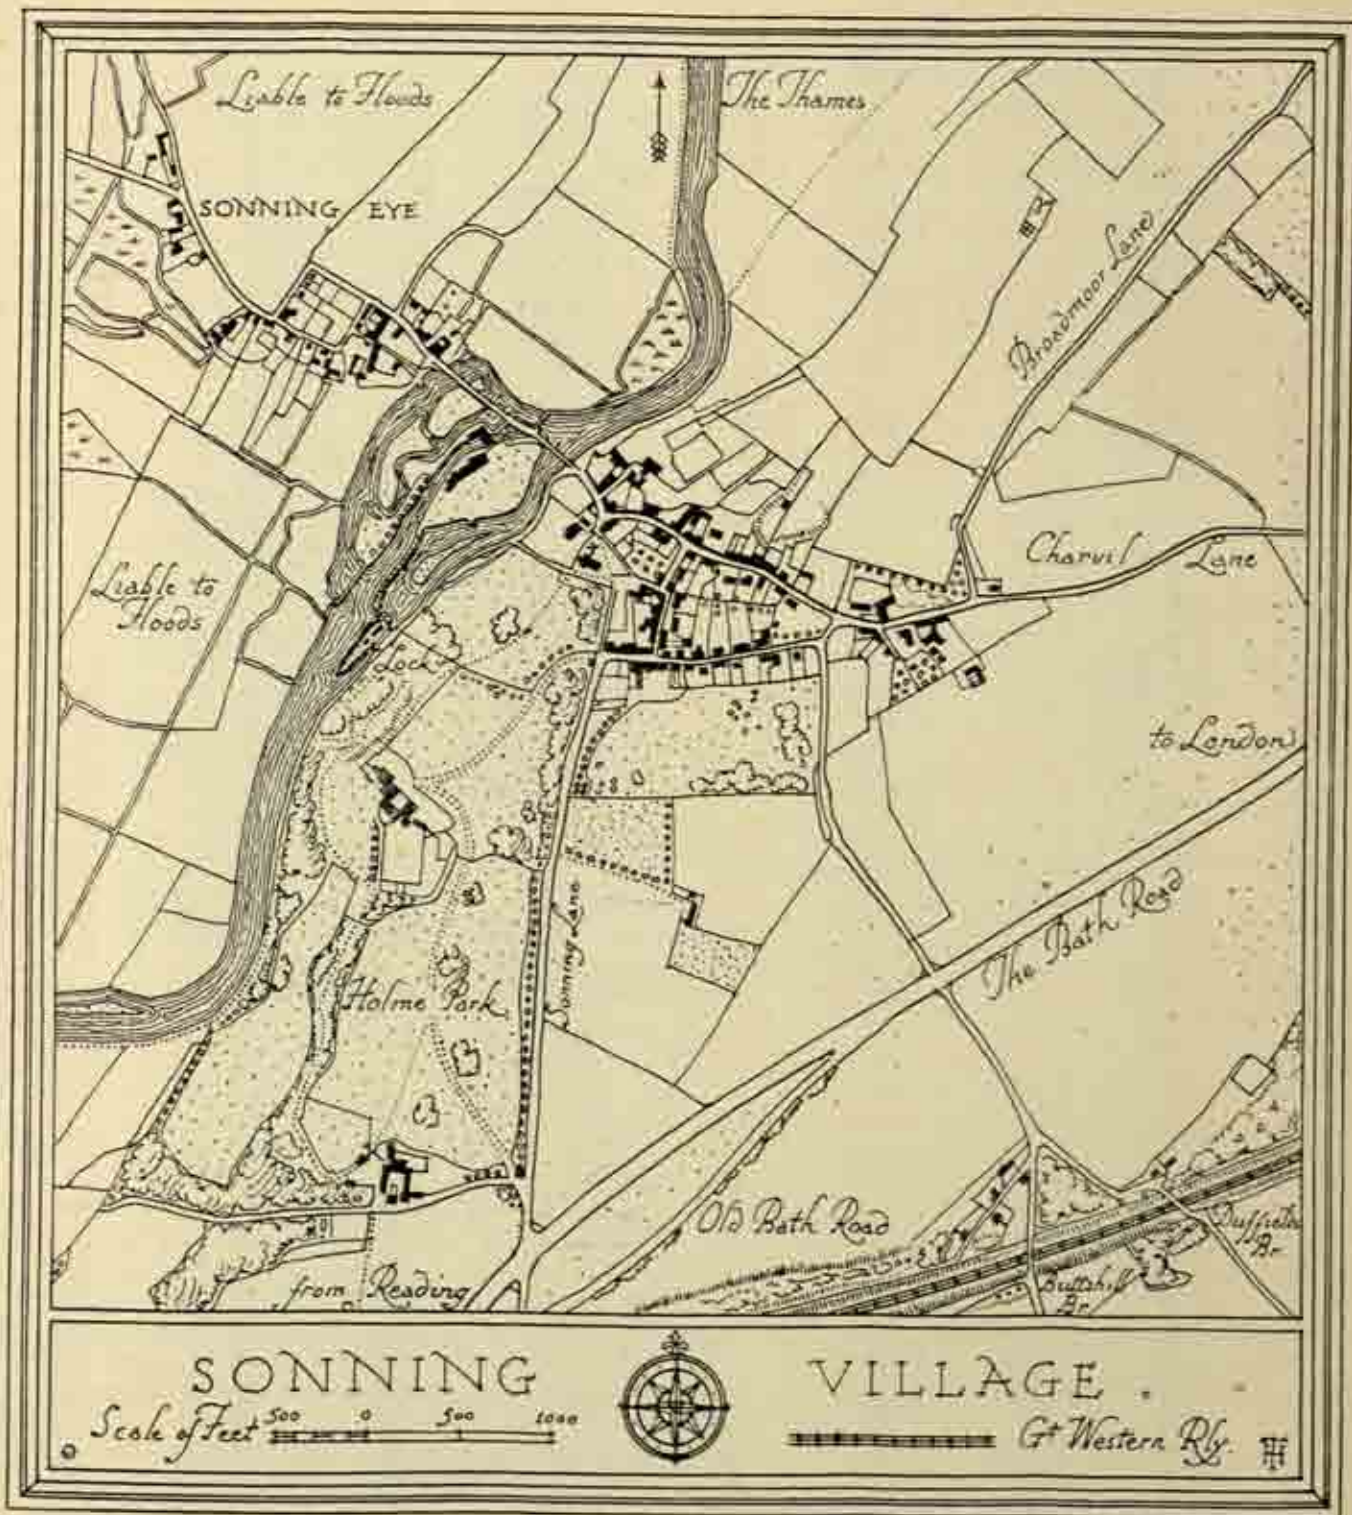 Liable to Floods
The Thames
SONNING EYE
Broadmoor Lane
Charvil Lane
Liable to
Floods
Lock
to London
The Bath Road
Sonning Lane
Holme Park
Old Bath Road
Duffields
Br.
from Reading
Buttshill
Br.
SONNING VILLAGE.
Scale of Feet 500 0 500 1000
Gt Western Rly.